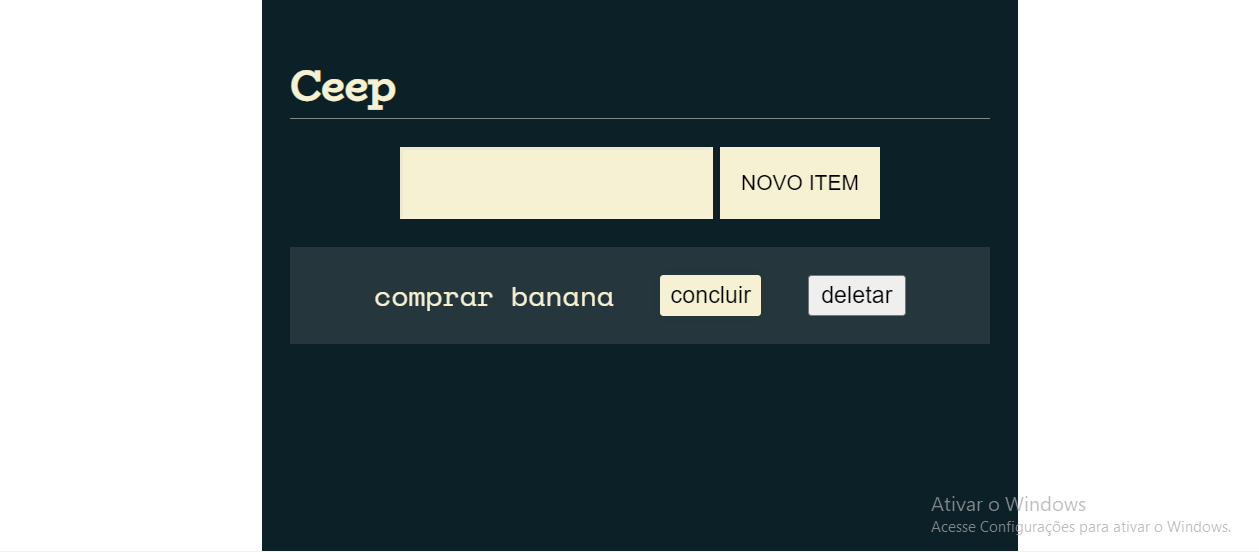 Ceep
NOVO ITEM
comprar banana concluir deletar
Ativar o Windows
Acesse Configurações para ativar o Windows.